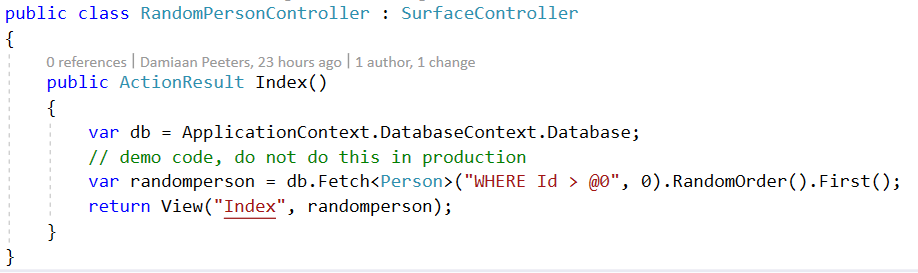 public class RandomPersonController : SurfaceController
{
0 references | Damiaan Peeters, 23 hours ago | 1 author, 1 change
public ActionResult Index()
{
var db = ApplicationContext.DatabaseContext.Database;
// demo code, do not do this in production
var randomperson = db.Fetch<Person>("WHERE Id > @0", 0).RandomOrder().First();
return View("Index", randomperson);
}
}